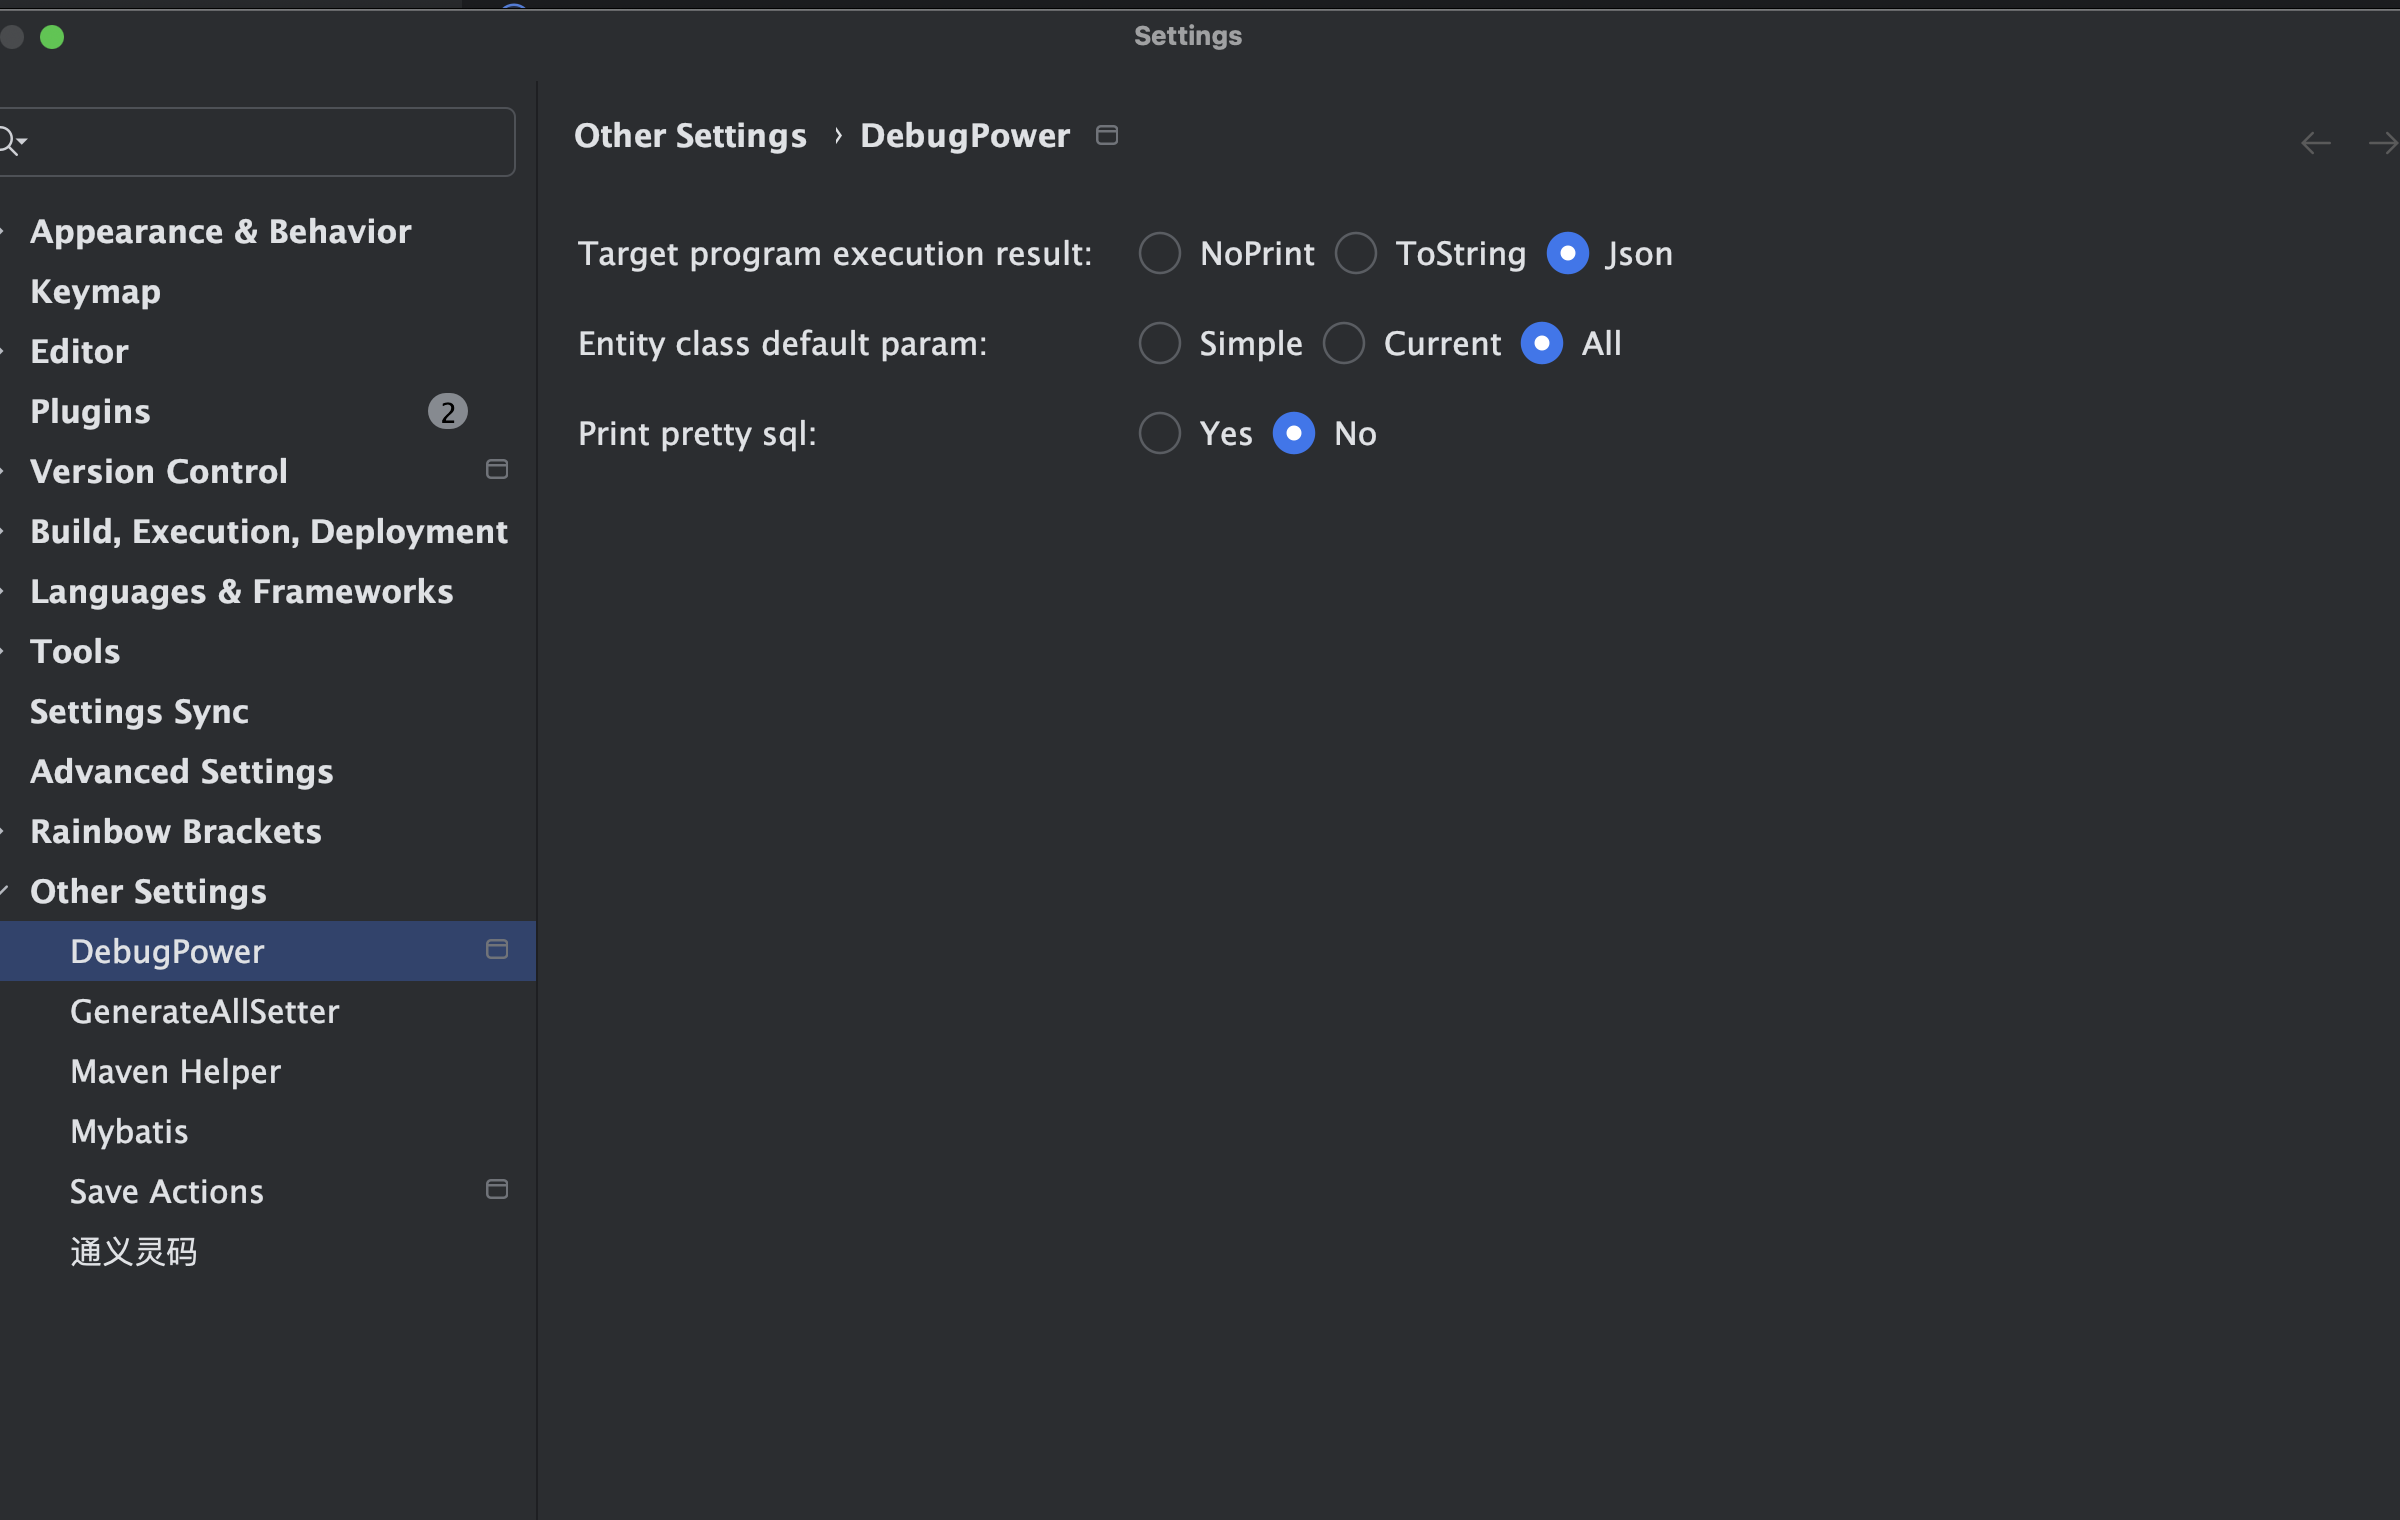 Settings
Appearance & Behavior
Keymap
Editor
Plugins 2
Version Control
Build, Execution, Deployment
Languages & Frameworks
Tools
Settings Sync
Advanced Settings
Rainbow Brackets
Other Settings
DebugPower
GenerateAllSetter
Maven Helper
Mybatis
Save Actions
通义灵码
Other Settings › DebugPower
Target program execution result: NoPrint ToString Json
Entity class default param: Simple Current All
Print pretty sql: Yes No